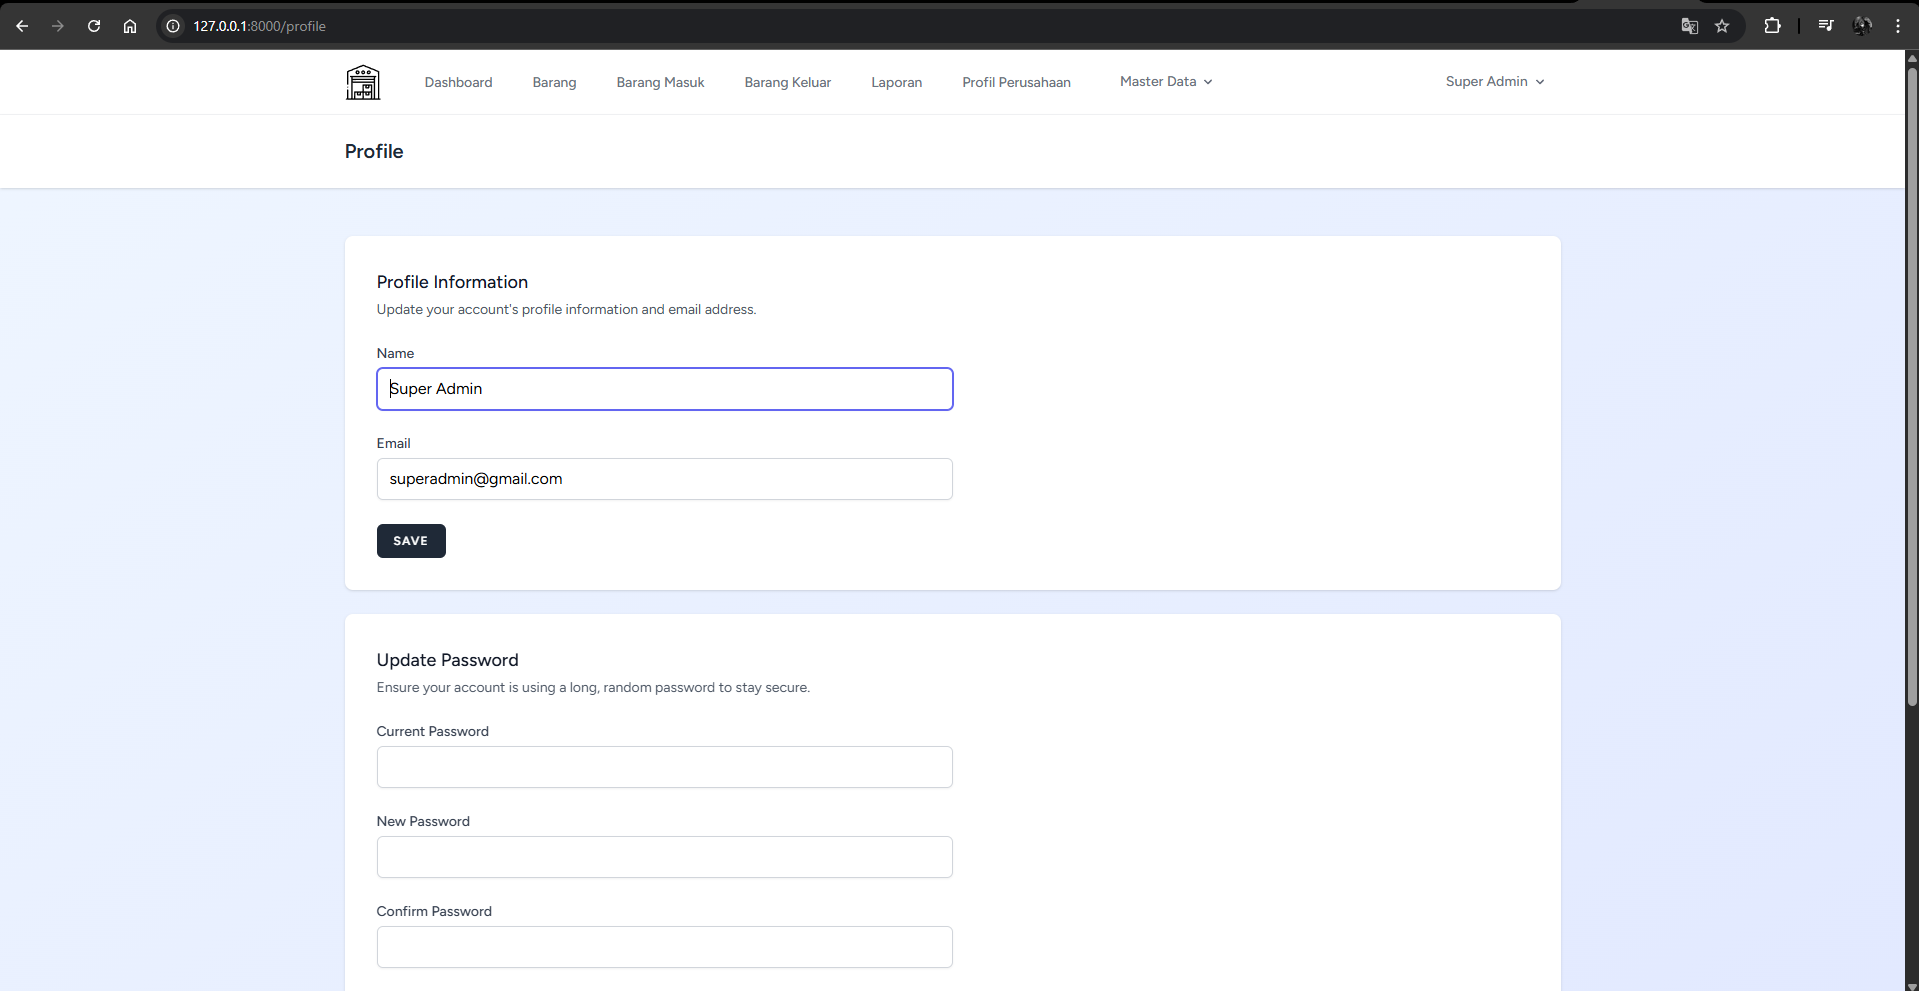 127.0.0.1:8000/profile
Dashboard Barang Barang Masuk Barang Keluar Laporan Profil Perusahaan Master Data Super Admin
Profile
Profile Information
Update your account's profile information and email address.
Name
Super Admin
Email
superadmin@gmail.com
SAVE
Update Password
Ensure your account is using a long, random password to stay secure.
Current Password
New Password
Confirm Password